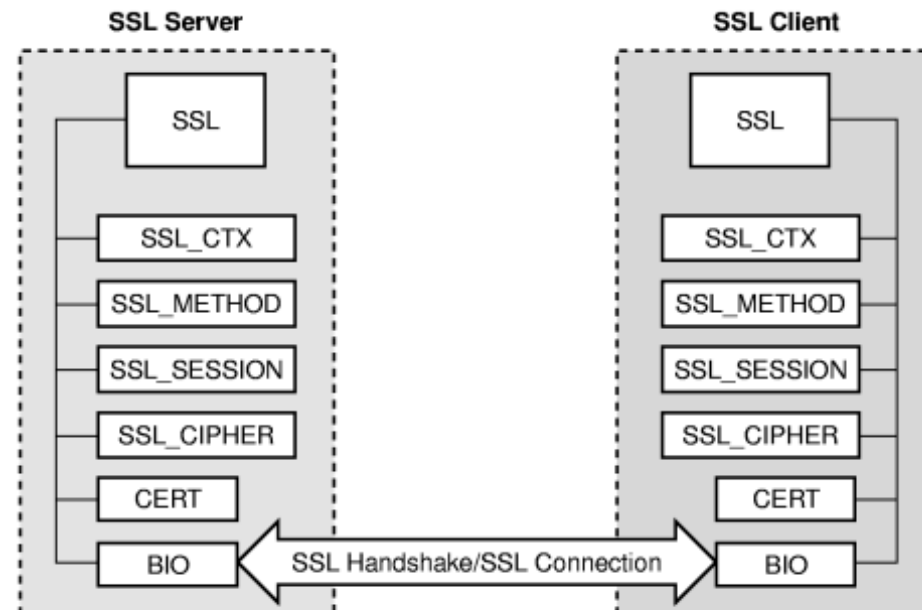 SSL Server
SSL Client
SSL
SSL
SSL_CTX
SSL_CTX
SSL_METHOD
SSL_METHOD
SSL_SESSION
SSL_SESSION
SSL_CIPHER
SSL_CIPHER
CERT
CERT
BIO
SSL Handshake/SSL Connection
BIO